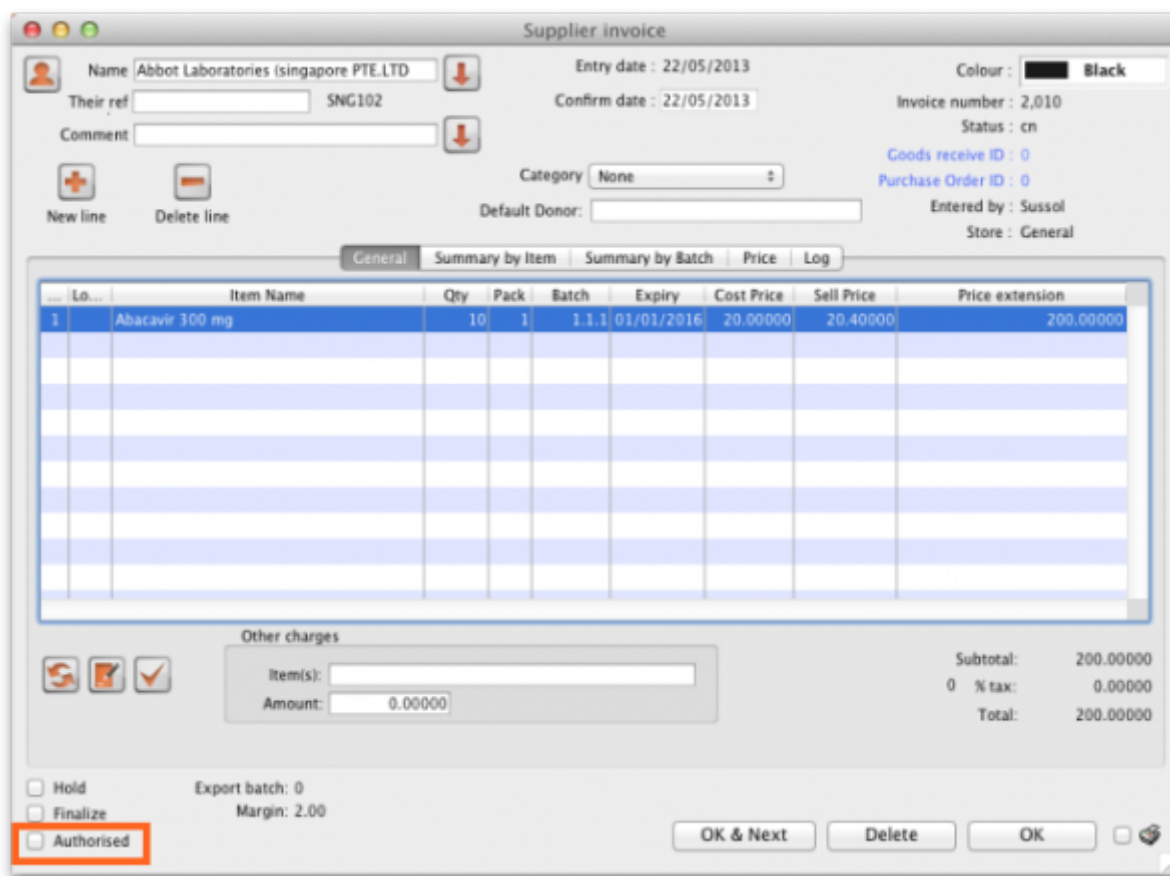 Supplier invoice
Name Abbot Laboratories (singapore PTE.LTD
Entry date : 22/05/2013
Colour : Black
Their ref SNG102
Confirm date : 22/05/2013
Invoice number : 2,010
Comment
Status : cn
Goods receive ID : 0
Category None
Purchase Order ID : 0
New line Delete line
Default Donor:
Entered by : Sussol
Store : General
General Summary by Item Summary by Batch Price Log
... Lo... Item Name Qty Pack Batch Expiry Cost Price Sell Price Price extension
1 Abacavir 300 mg 10 1 1.1.1 01/01/2016 20.00000 20.40000 200.00000
Other charges
Item(s):
Amount: 0.00000
Subtotal: 200.00000
0 % tax: 0.00000
Total: 200.00000
Hold Export batch: 0
Finalize Margin: 2.00
Authorised
OK & Next Delete OK